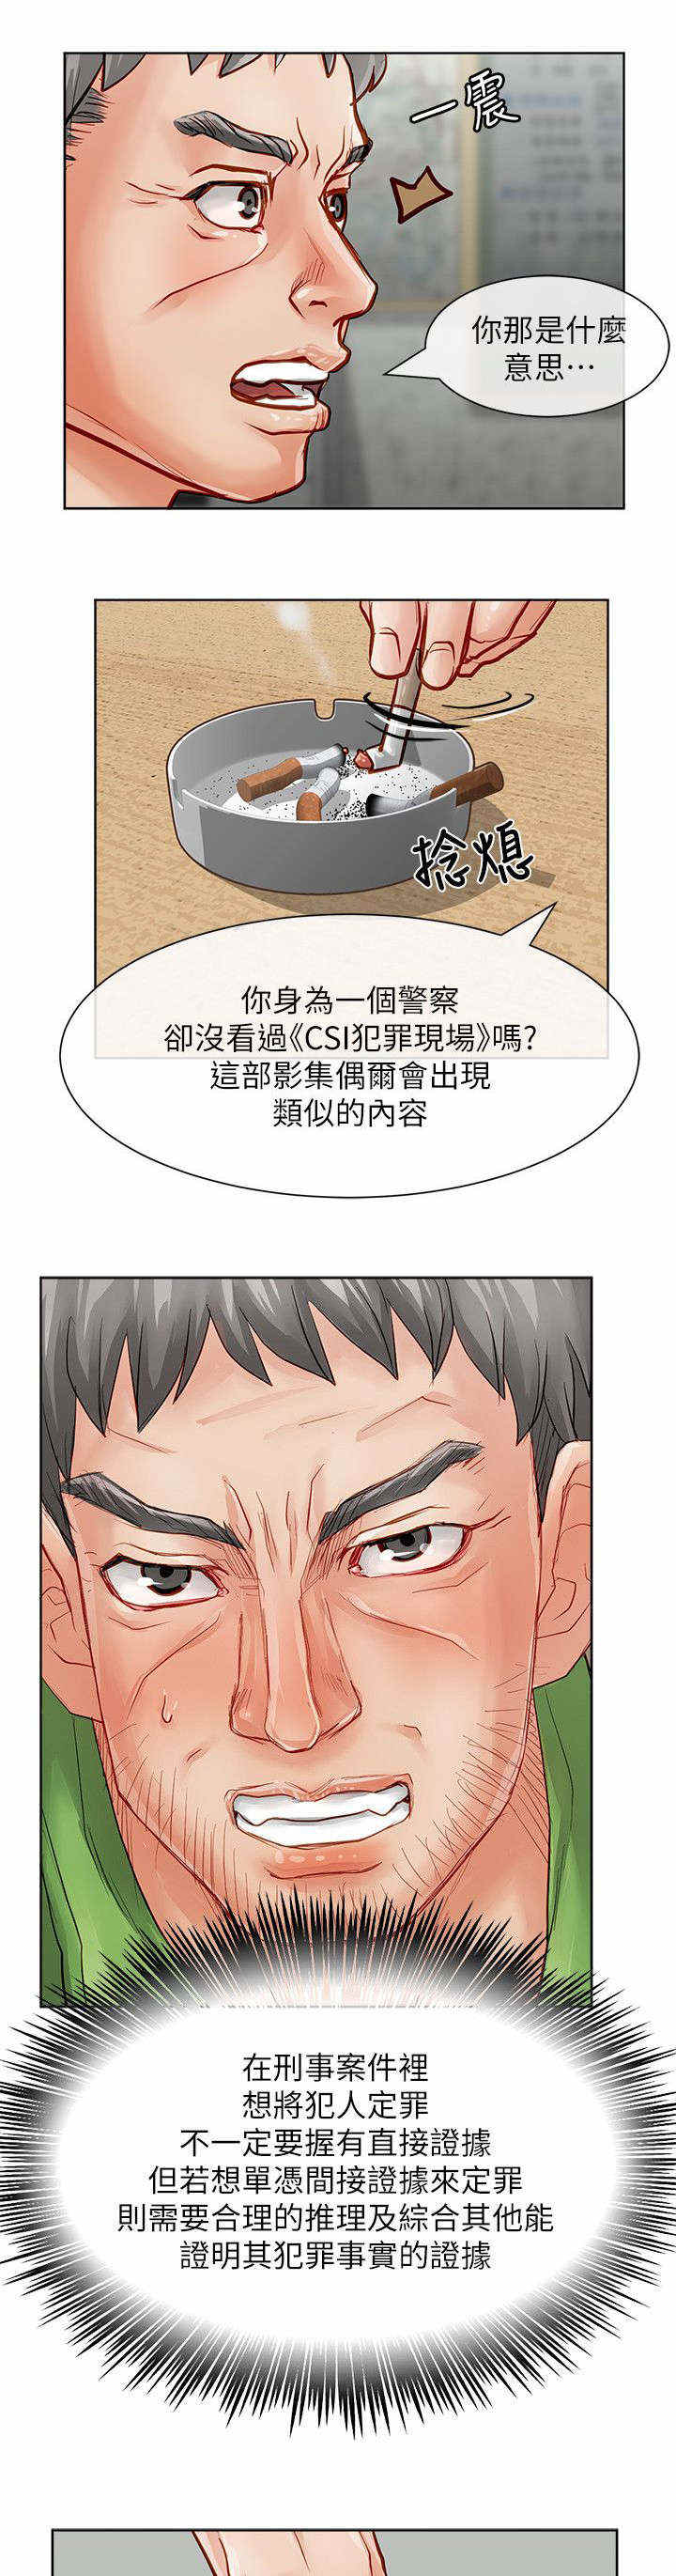 一震
你那是什麼
意思…
捻熄
你身為一個警察
卻沒看過《CSI犯罪現場》嗎?
這部影集偶爾會出現
類似的內容
在刑事案件裡
想將犯人定罪
不一定要握有直接證據
但若想單憑間接證據來定罪
則需要合理的推理及綜合其他能
證明其犯罪事實的證據